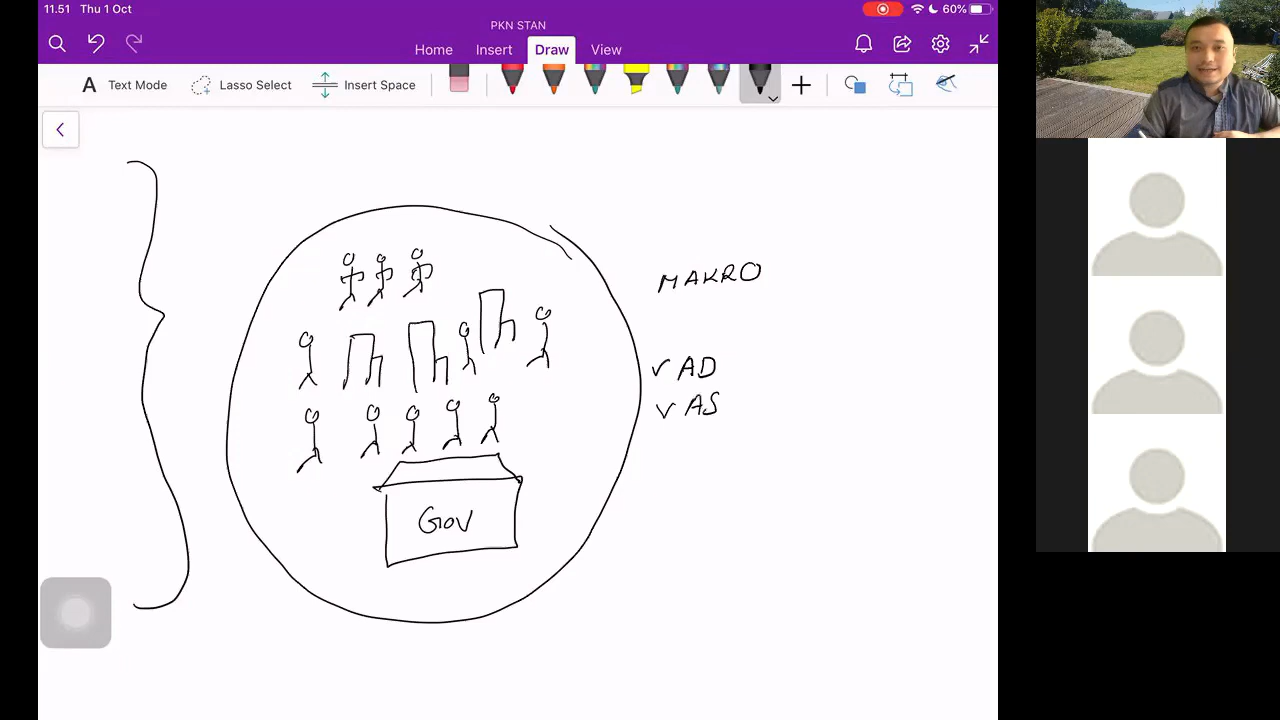 11.51 Thu 1 Oct
60%
PKN STAN
Home Insert Draw View
A Text Mode Lasso Select Insert Space
MAKRO
✓ AD
✓ AS
Gov